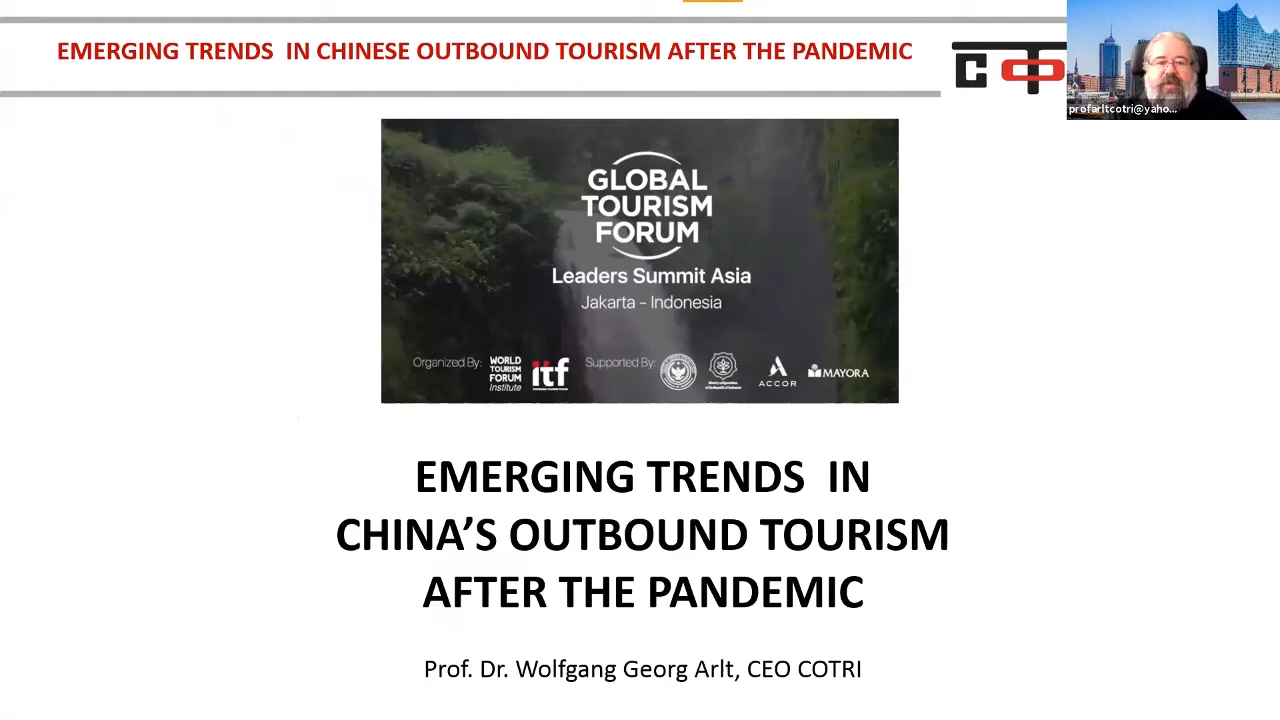 EMERGING TRENDS IN CHINESE OUTBOUND TOURISM AFTER THE PANDEMIC
profarltcotri@yaho...
GLOBAL
TOURISM
FORUM
Leaders Summit Asia
Jakarta - Indonesia
Organized By:
WORLD
TOURISM
FORUM
Institute
itf
Supported By:
ACCOR
MAYORA
EMERGING TRENDS IN
CHINA’S OUTBOUND TOURISM
AFTER THE PANDEMIC
Prof. Dr. Wolfgang Georg Arlt, CEO COTRI